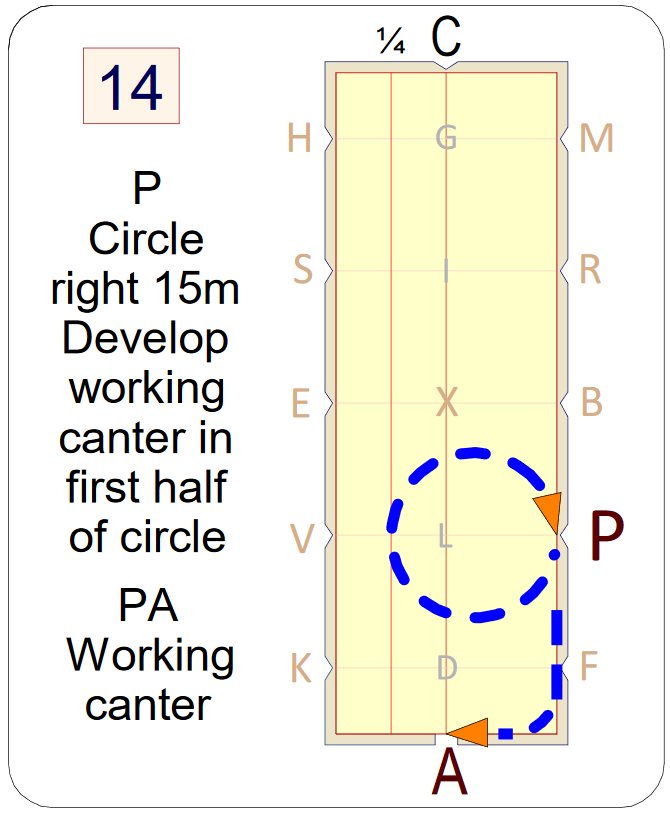 14
P
Circle
right 15m
Develop
working
canter in
first half
of circle
PA
Working
canter
¼ C
H G M
S I R
E X B
V L P
K D F
A